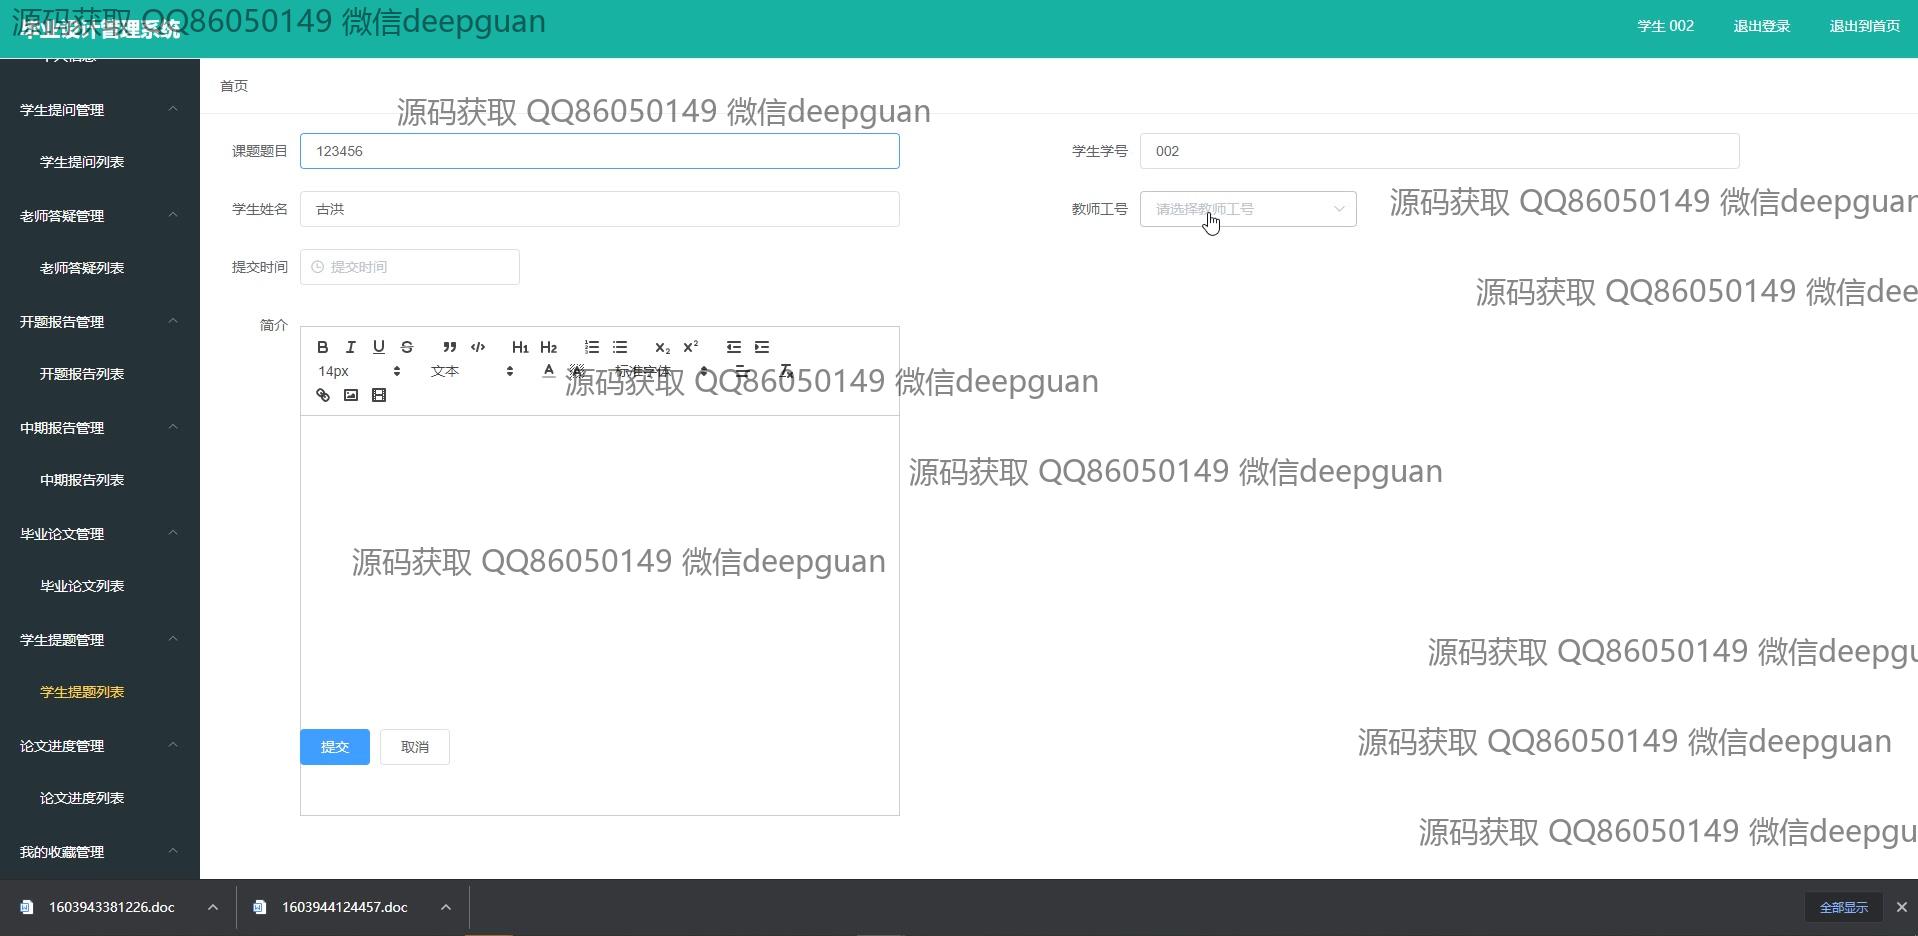 源码获取 QQ86050149 微信deepguan
毕业设计管理系统
学生 002
退出登录
退出到首页
个人信息
首页
学生提问管理
源码获取 QQ86050149 微信deepguan
课题题目
123456
学生学号
002
学生提问列表
学生姓名
古洪
教师工号
请选择教师工号
源码获取 QQ86050149 微信deepguan
老师答疑管理
提交时间
提交时间
老师答疑列表
源码获取 QQ86050149 微信dee
开题报告管理
简介
B I U S H1 H2 X2 X2
14px
文本
A
标准字体
源码获取 QQ86050149 微信deepguan
开题报告列表
中期报告管理
中期报告列表
源码获取 QQ86050149 微信deepguan
毕业论文管理
源码获取 QQ86050149 微信deepguan
毕业论文列表
学生提题管理
源码获取 QQ86050149 微信deepgu
学生提题列表
论文进度管理
提交
取消
源码获取 QQ86050149 微信deepguan
论文进度列表
源码获取 QQ86050149 微信deepgu
我的收藏管理
1603943381226.doc
1603944124457.doc
全部显示